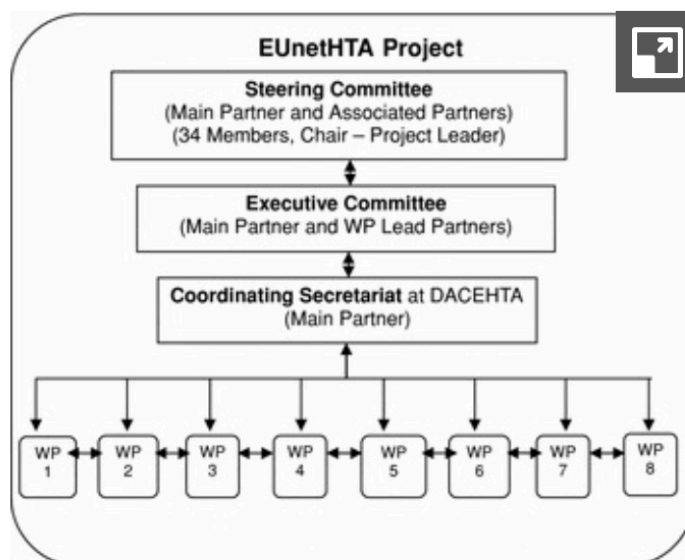 EUnetHTA Project
Steering Committee
(Main Partner and Associated Partners)
(34 Members, Chair – Project Leader)
Executive Committee
(Main Partner and WP Lead Partners)
Coordinating Secretariat at DACEHTA
(Main Partner)
WP
1
WP
2
WP
3
WP
4
WP
5
WP
6
WP
7
WP
8